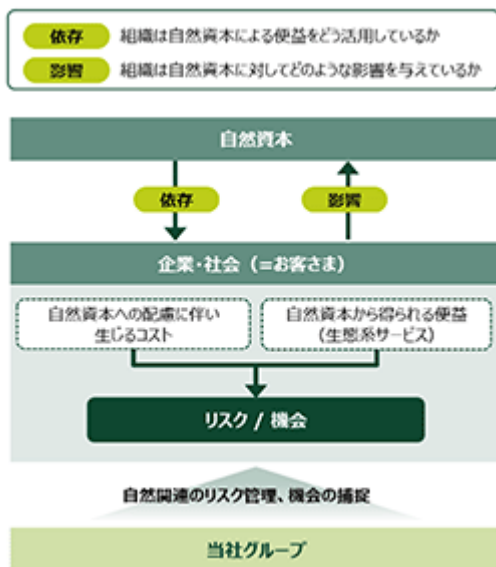 依存 組織は自然資本による便益をどう活用しているか
影響 組織は自然資本に対してどのような影響を与えているか
自然資本
依存 影響
企業・社会（=お客さま）
自然資本への配慮に伴い
生じるコスト
自然資本から得られる便益
（生態系サービス）
リスク / 機会
自然関連のリスク管理、機会の捕捉
当社グループ